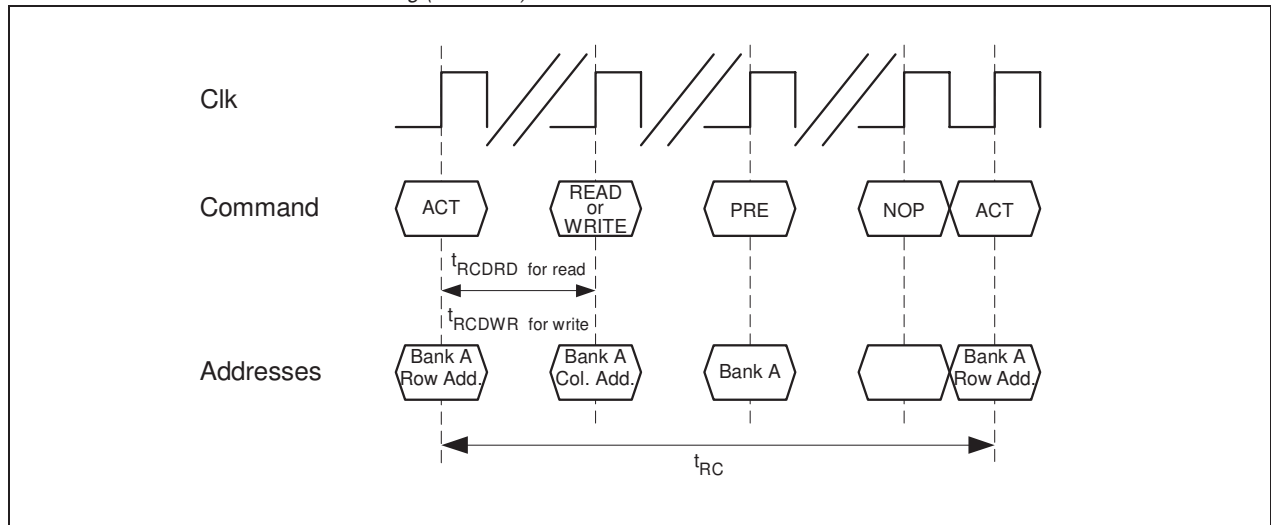 Clk
Command
ACT
READ
or
WRITE
PRE
NOP
ACT
tRCDRD for read
tRCDWR for write
Addresses
Bank A
Row Add.
Bank A
Col. Add.
Bank A
Bank A
Row Add.
tRC